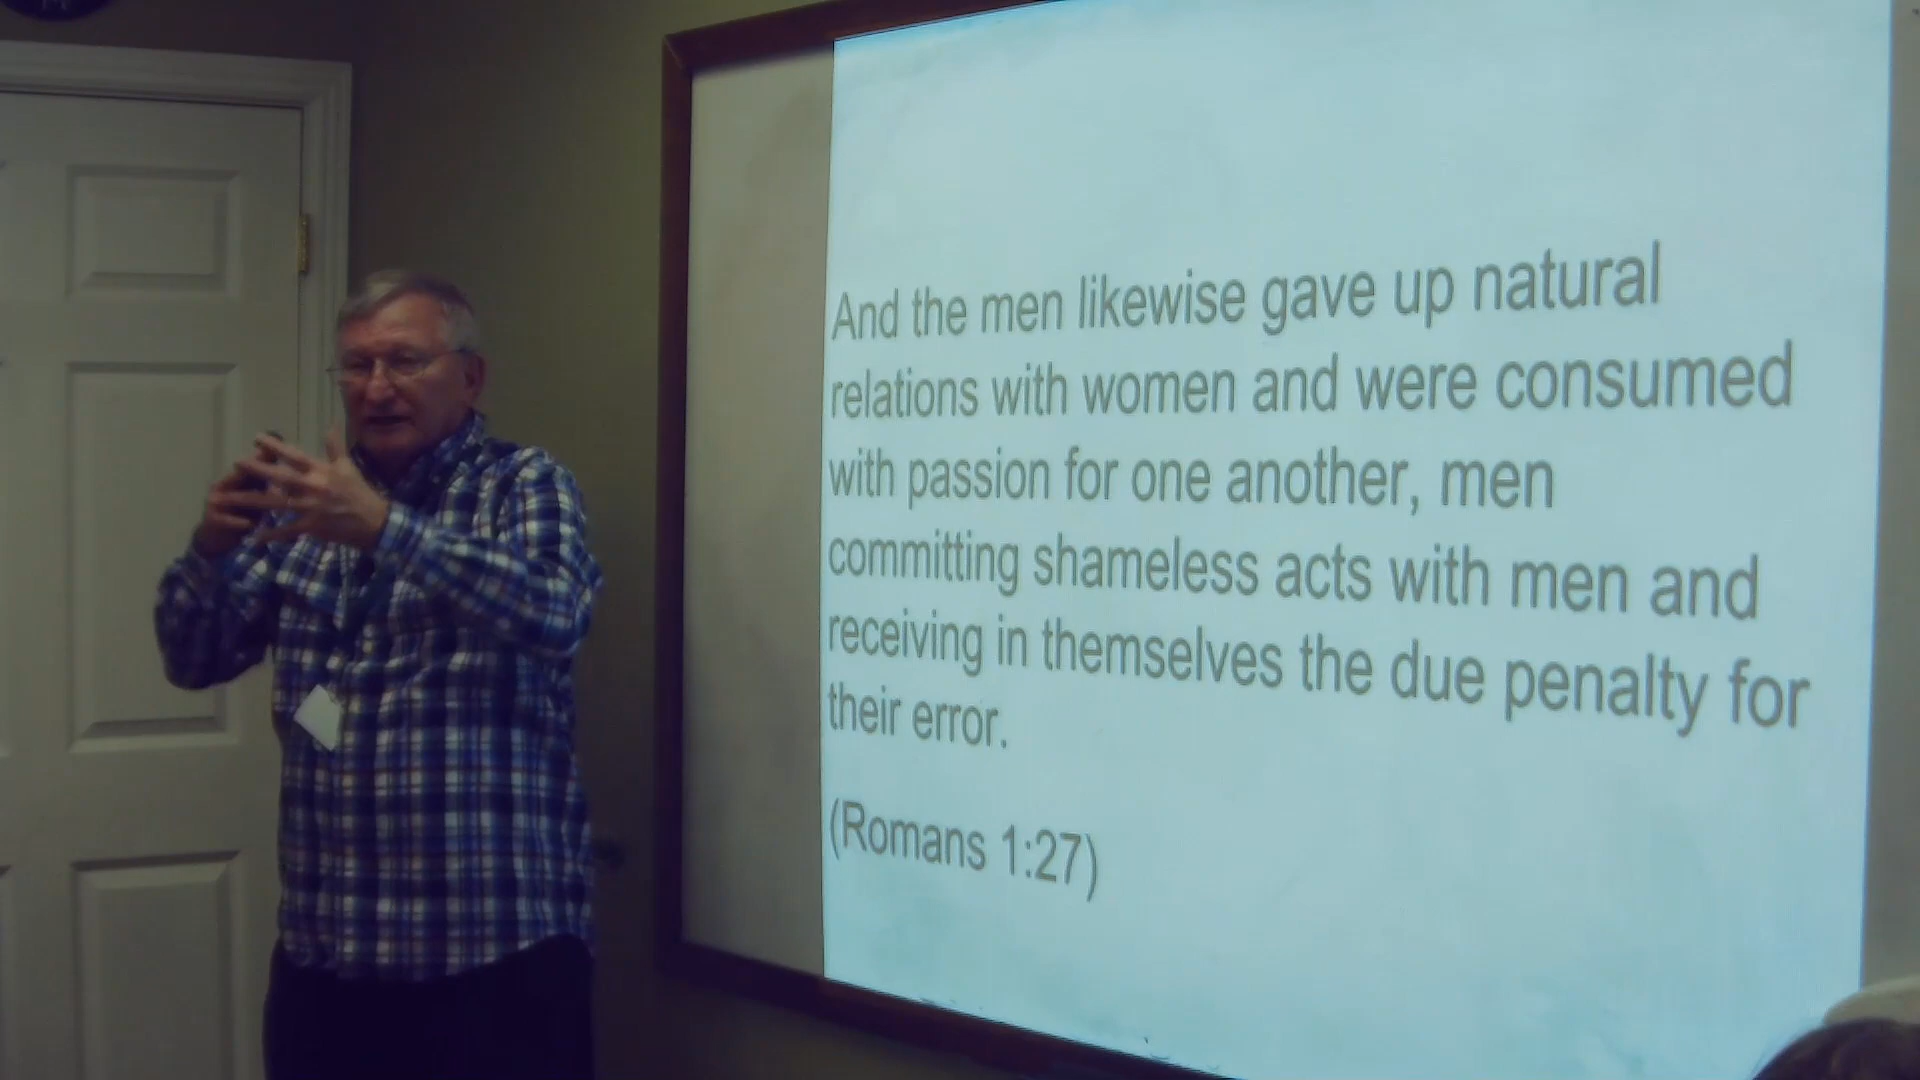 And the men likewise gave up natural
relations with women and were consumed
with passion for one another, men
committing shameless acts with men and
receiving in themselves the due penalty for
their error.
(Romans 1:27)